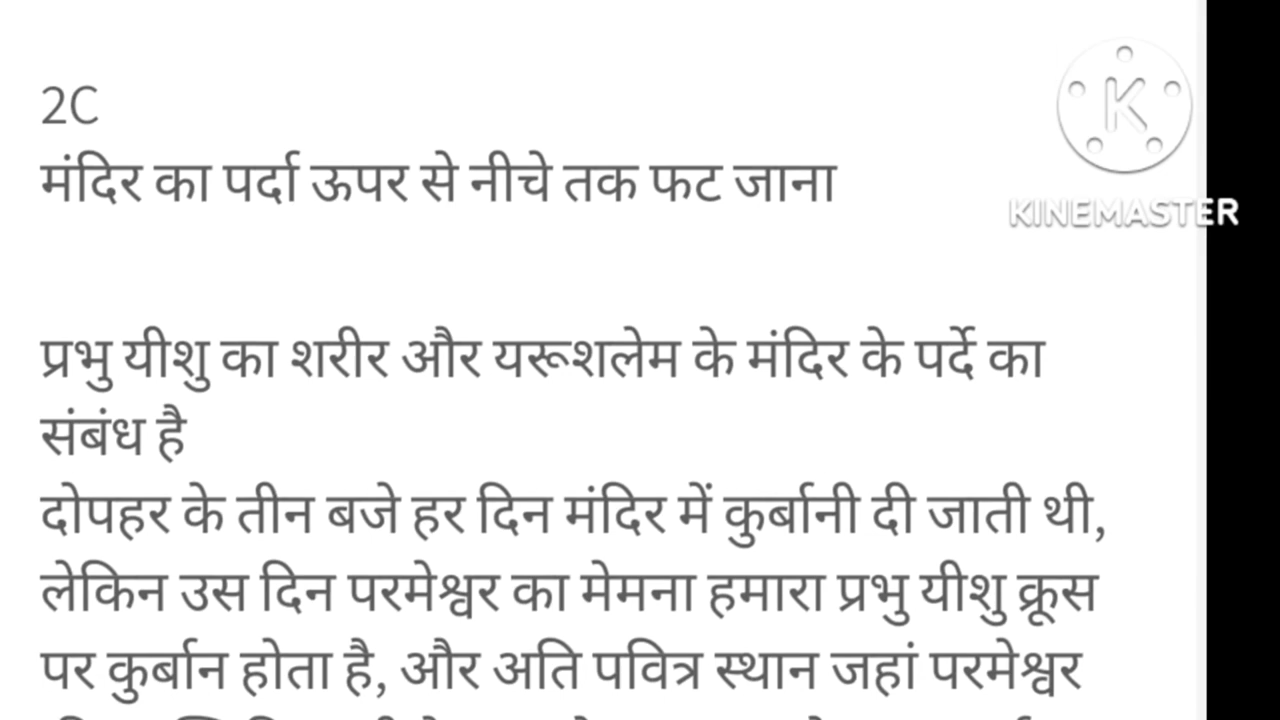 2C
मंदिर का पर्दा ऊपर से नीचे तक फट जाना
प्रभु यीशु का शरीर और यरूशलेम के मंदिर के पर्दे का
संबंध है
दोपहर के तीन बजे हर दिन मंदिर में कुर्बानी दी जाती थी,
लेकिन उस दिन परमेश्वर का मेमना हमारा प्रभु यीशु क्रूस
पर कुर्बान होता है, और अति पवित्र स्थान जहां परमेश्वर
K
KINEMASTER